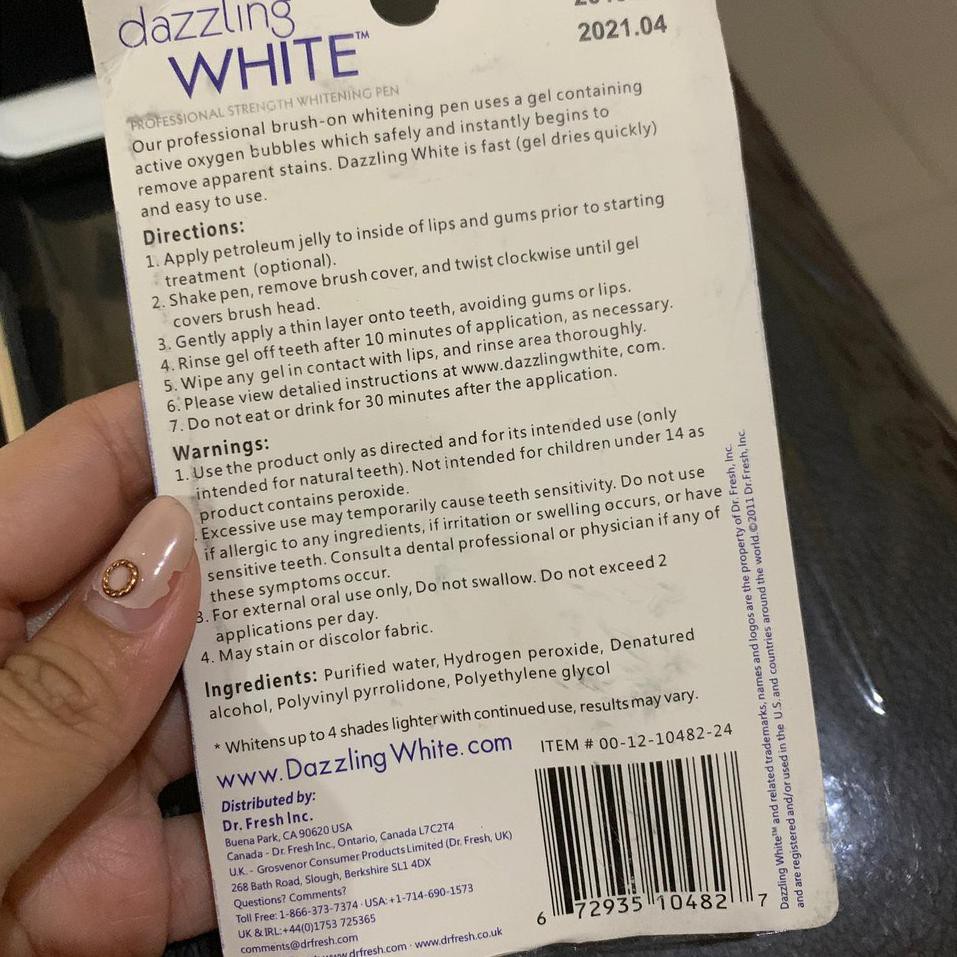 dazzling
2021.04
WHITE™
PROFESSIONAL STRENGTH WHITENING PEN
Our professional brush-on whitening pen uses a gel containing
active oxygen bubbles which safely and instantly begins to
remove apparent stains. Dazzling White is fast (gel dries quickly)
and easy to use.
Directions:
1. Apply petroleum jelly to inside of lips and gums prior to starting
treatment (optional).
2. Shake pen, remove brush cover, and twist clockwise until gel
covers brush head.
3. Gently apply a thin layer onto teeth, avoiding gums or lips.
4. Rinse gel off teeth after 10 minutes of application, as necessary.
5. Wipe any gel in contact with lips, and rinse area thoroughly.
6. Please view detalied instructions at www.dazzlingwthite, com.
7. Do not eat or drink for 30 minutes after the application.
Warnings:
1. Use the product only as directed and for its intended use (only
intended for natural teeth). Not intended for children under 14 as
product contains peroxide.
. Excessive use may temporarily cause teeth sensitivity. Do not use
if allergic to any ingredients, if irritation or swelling occurs, or have
sensitive teeth. Consult a dental professional or physician if any of
these symptoms occur.
3. For external oral use only, Do not swallow. Do not exceed 2
applications per day.
4. May stain or discolor fabric.
Ingredients: Purified water, Hydrogen peroxide, Denatured
alcohol, Polyvinyl pyrrolidone, Polyethylene glycol
* Whitens up to 4 shades lighter with continued use, results may vary.
www.DazzlingWhite.com
ITEM # 00-12-10482-24
Distributed by:
Dr. Fresh Inc.
Buena Park, CA 90620 USA
Canada - Dr. Fresh Inc., Ontario, Canada L7C2T4
U.K. - Grosvenor Consumer Products Limited (Dr. Fresh, UK)
268 Bath Road, Slough, Berkshire SL1 4DX
Questions? Comments?
Toll Free: 1-866-373-7374 · USA: +1-714-690-1573
UK & IRL: +44(0)1753 725365
comments@drfresh.com
www.drfresh.com · www.drfresh.co.uk
6 72935 10482 7
Dazzling White™ and related trademarks, names and logos are the property of Dr. Fresh, Inc.
and are registered and/or used in the U.S. and countries around the world. ©2011 Dr.Fresh, Inc.